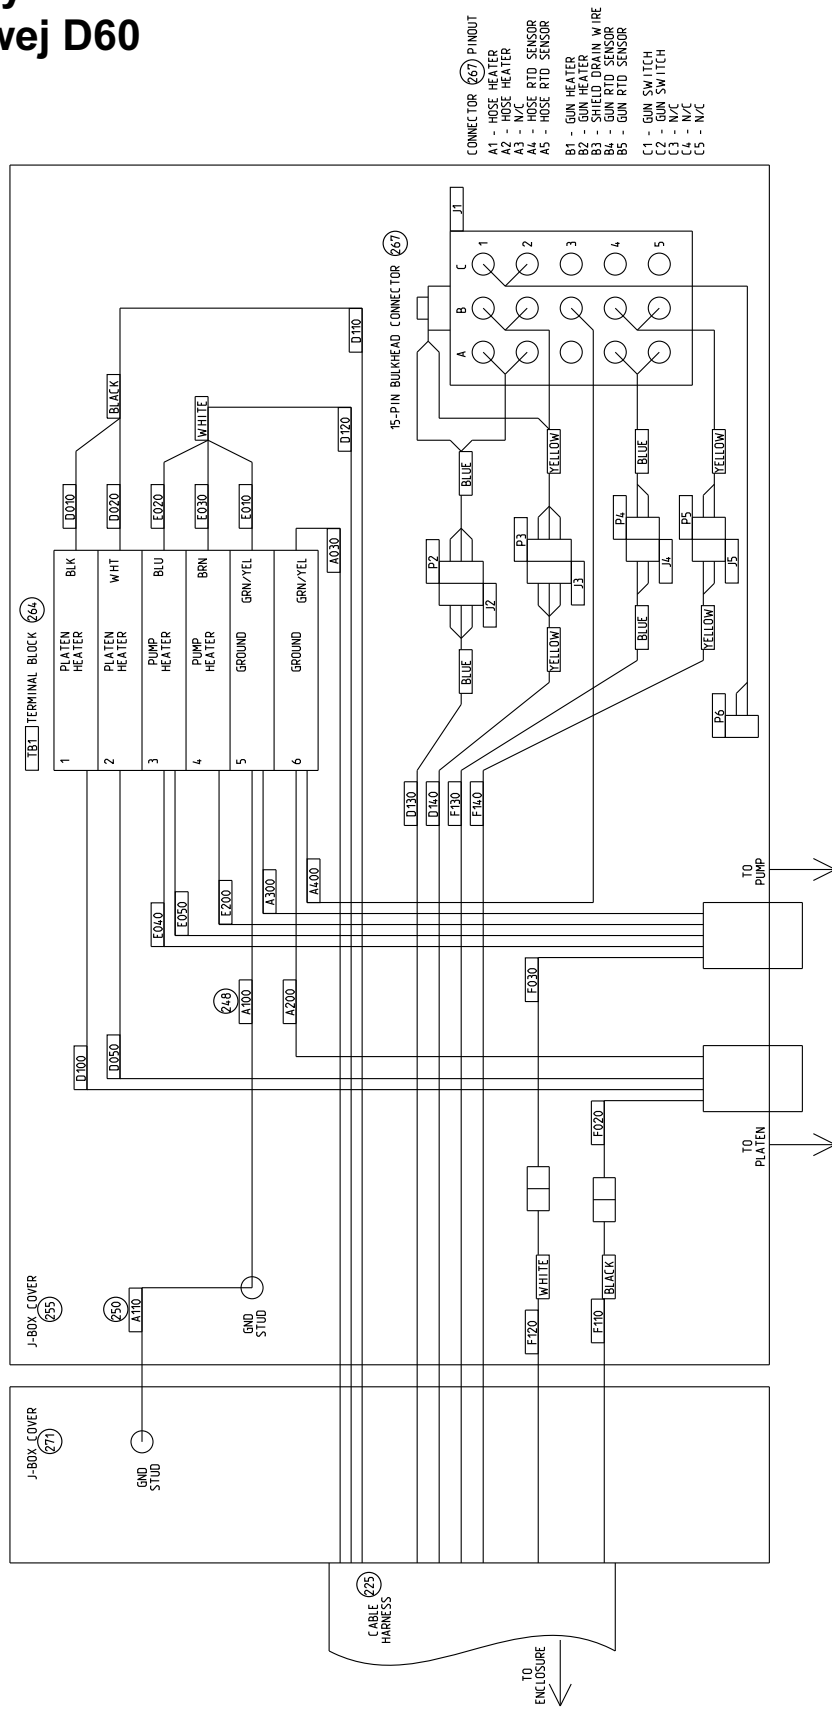 y
wej D60
CONNECTOR 267 PINOUT
A1 - HOSE HEATER
A2 - HOSE HEATER
A3 - N/C
A4 - HOSE RTD SENSOR
A5 - HOSE RTD SENSOR
B1 - GUN HEATER
B2 - GUN HEATER
B3 - SHIELD DRAIN WIRE
B4 - GUN RTD SENSOR
B5 - GUN RTD SENSOR
C1 - GUN SWITCH
C2 - GUN SWITCH
C3 - N/C
C4 - N/C
C5 - N/C
15-PIN BULKHEAD CONNECTOR 267
J1
A B C
1
2
3
4
5
D110
BLACK
WHITE
D120
D010
D020
E020
E030
E010
A030
TB1 TERMINAL BLOCK 264
1 PLATEN
HEATER BLK
2 PLATEN
HEATER WHT
3 PUMP
HEATER BLU
4 PUMP
HEATER BRN
5 GROUND GRN/YEL
6 GROUND GRN/YEL
BLUE
YELLOW
BLUE
YELLOW
P2
J2
P3
J3
P4
J4
P5
J5
BLUE
YELLOW
BLUE
YELLOW
P6
D130
D140
F130
F140
E040
E050
E200
A300
A400
TO
PUMP
248
A100
A200
F030
D100
D050
F020
TO
PLATEN
J-BOX COVER
255
250
A110
GND
STUD
WHITE
BLACK
F120
F110
J-BOX COVER
271
GND
STUD
CABLE 225
HARNESS
TO
ENCLOSURE